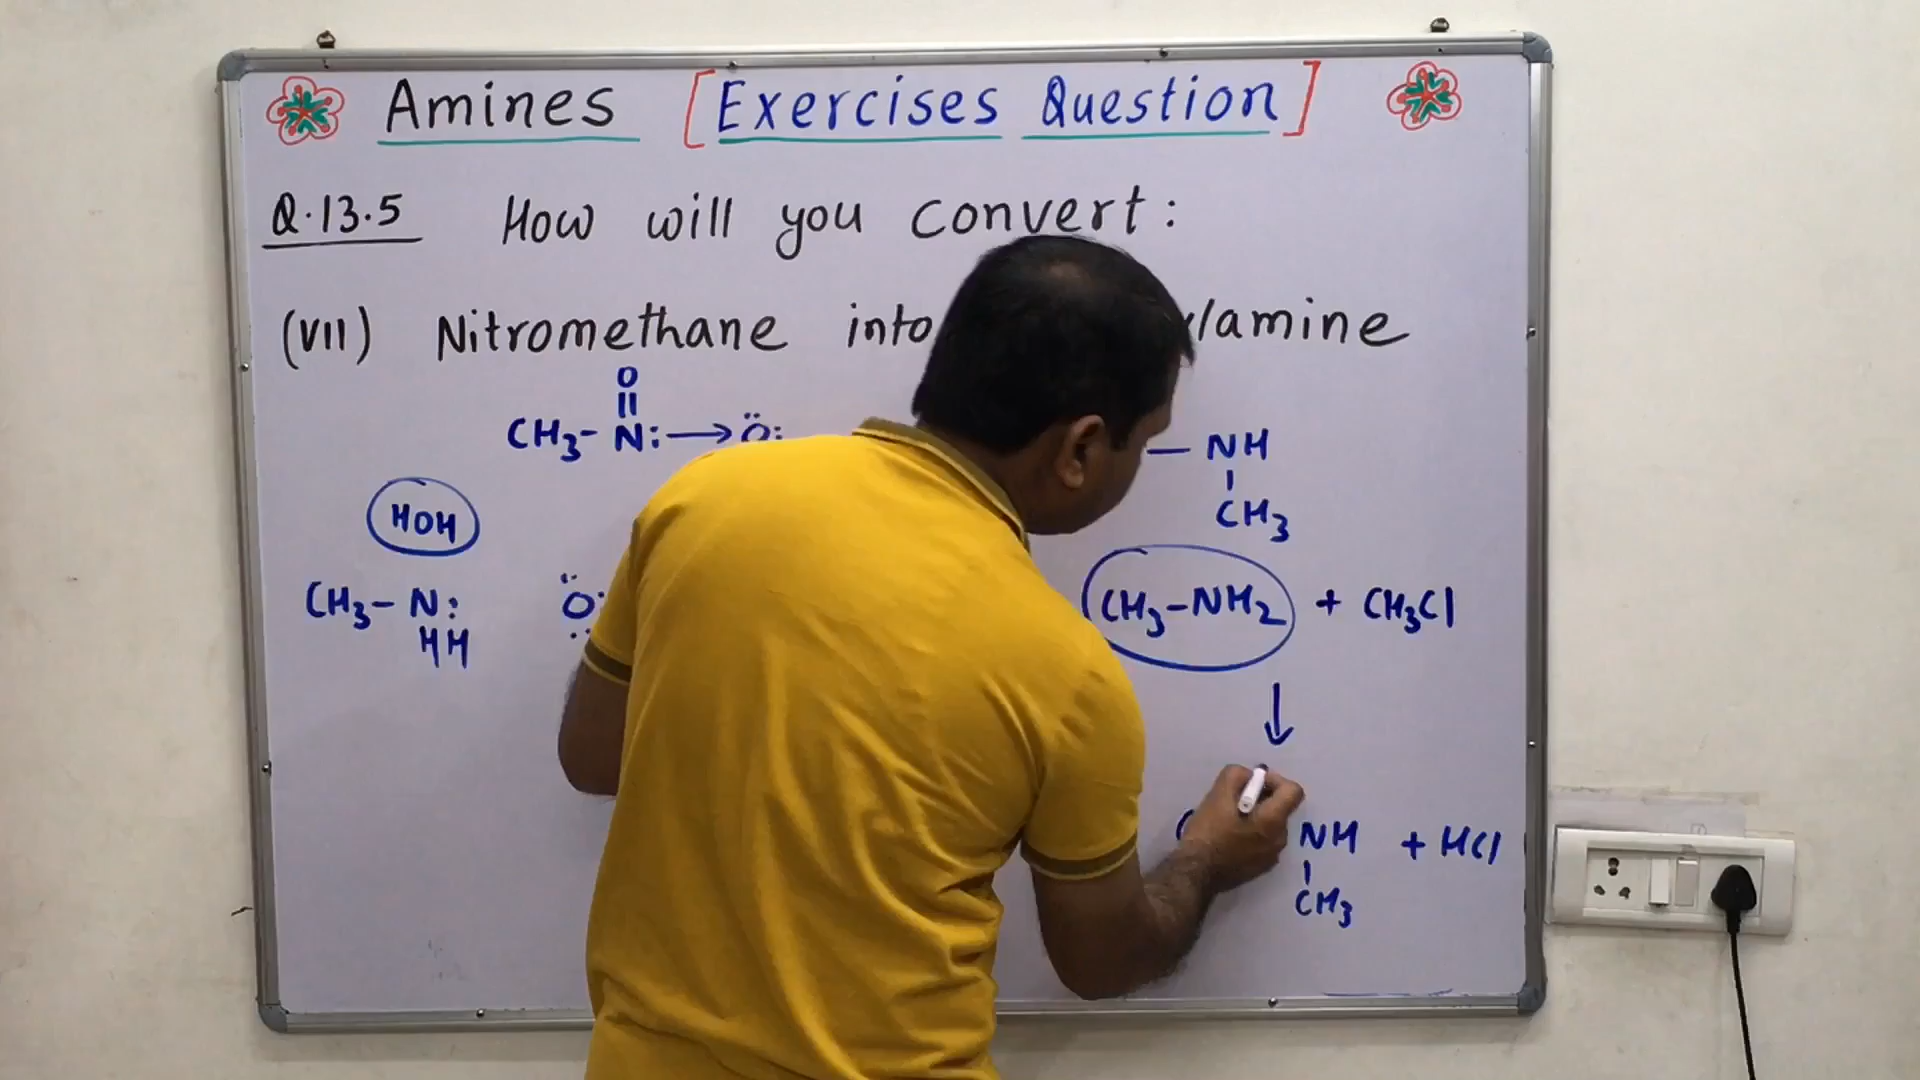 Amines [Exercises Question]
Q.13.5 How will you convert:
(VII) Nitromethane into
O
||
CH3- N: → Ö:
— NH
|
CH3
HOH
CH3-NH2 + CH3Cl
CH3- N:
HH
O:
↓
NH + HCl
|
CH3